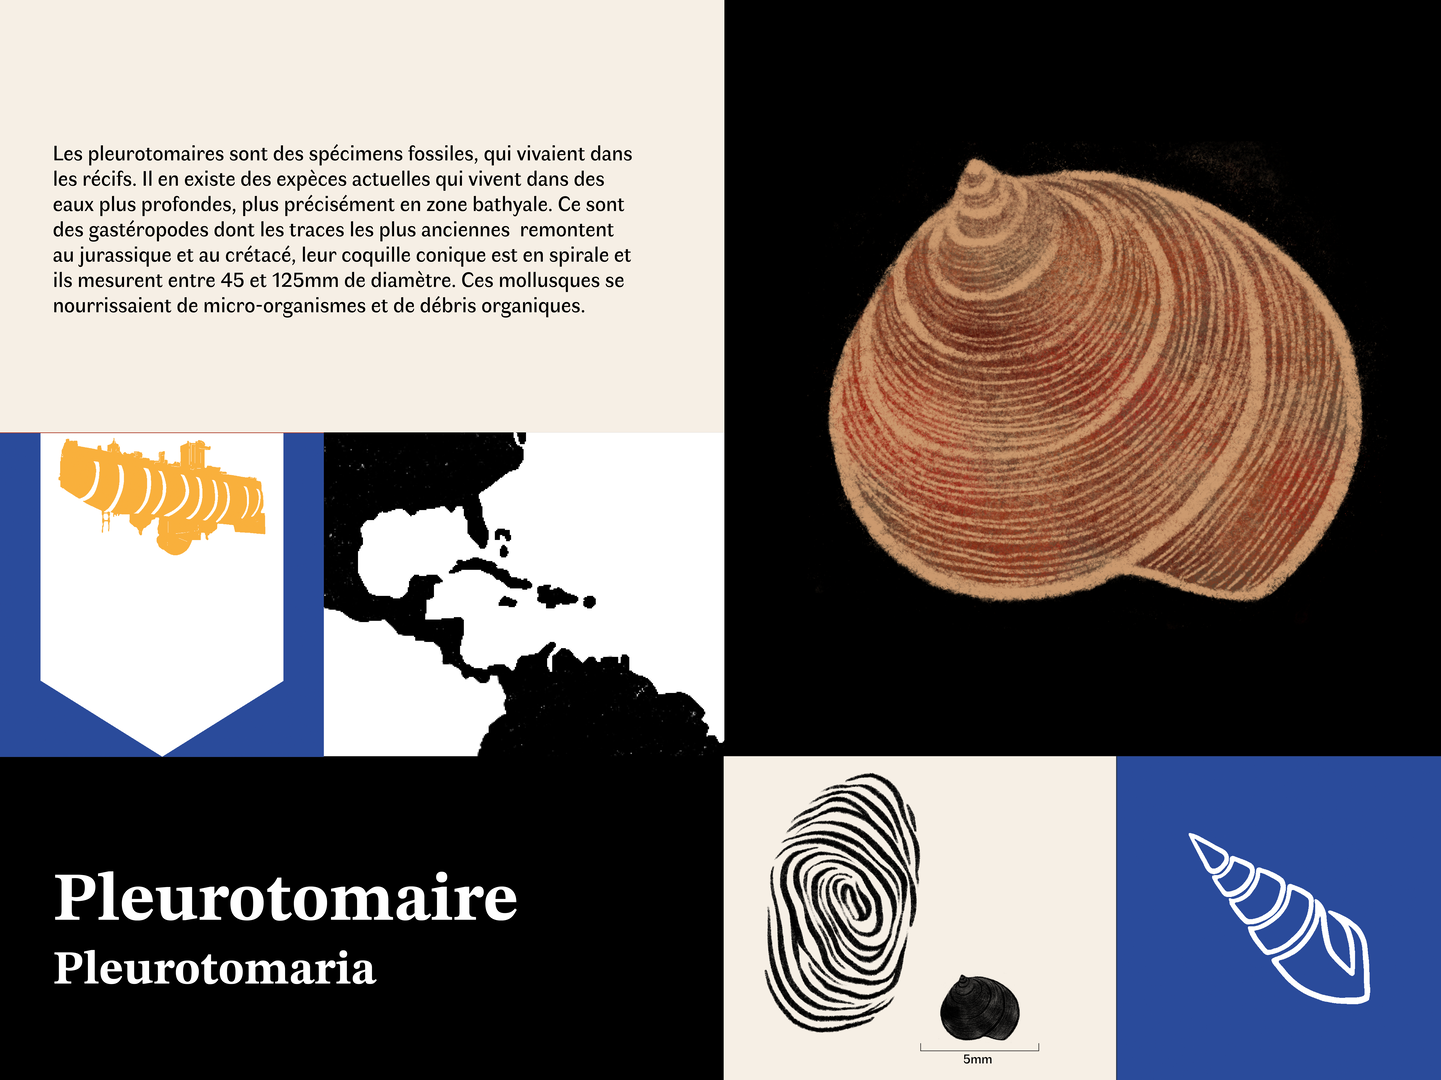 Les pleurotomaires sont des spécimens fossiles, qui vivaient dans
les récifs. Il en existe des expèces actuelles qui vivent dans des
eaux plus profondes, plus précisément en zone bathyale. Ce sont
des gastéropodes dont les traces les plus anciennes  remontent
au jurassique et au crétacé, leur coquille conique est en spirale et
ils mesurent entre 45 et 125mm de diamètre. Ces mollusques se
nourrissaient de micro-organismes et de débris organiques.
Pleurotomaire
Pleurotomaria
5mm